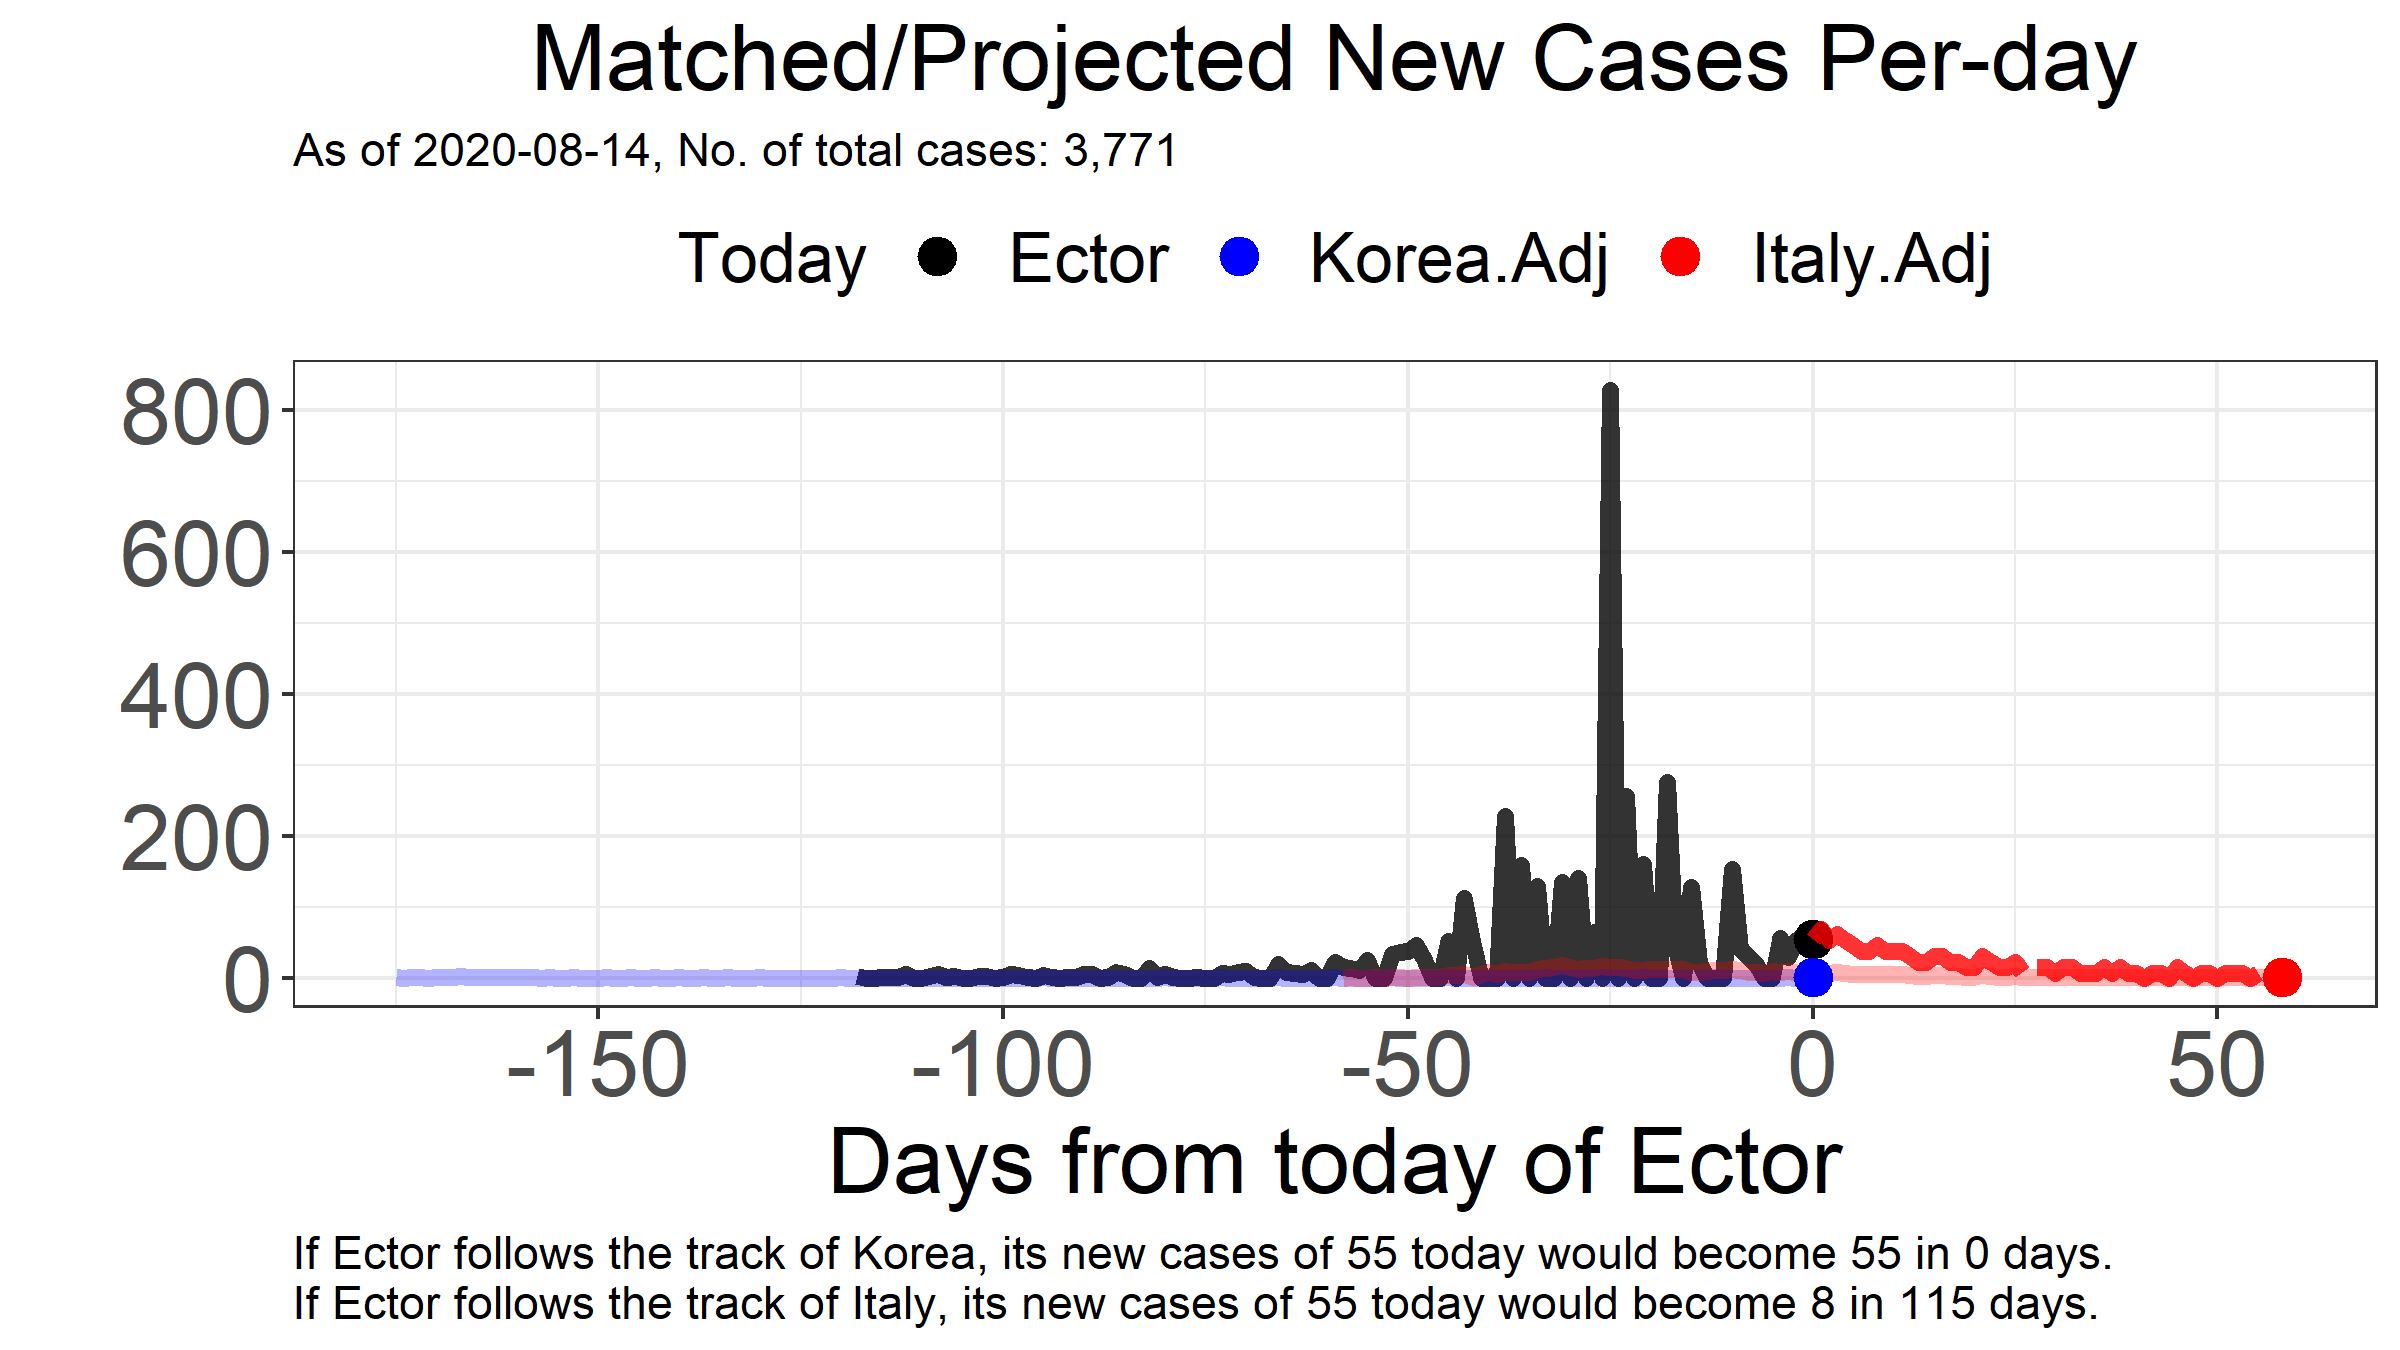 Matched/Projected New Cases Per-day
As of 2020-08-14, No. of total cases: 3,771
Today Ector Korea.Adj Italy.Adj
800
600
400
200
0
-150 -100 -50 0 50
Days from today of Ector
If Ector follows the track of Korea, its new cases of 55 today would become 55 in 0 days.
If Ector follows the track of Italy, its new cases of 55 today would become 8 in 115 days.